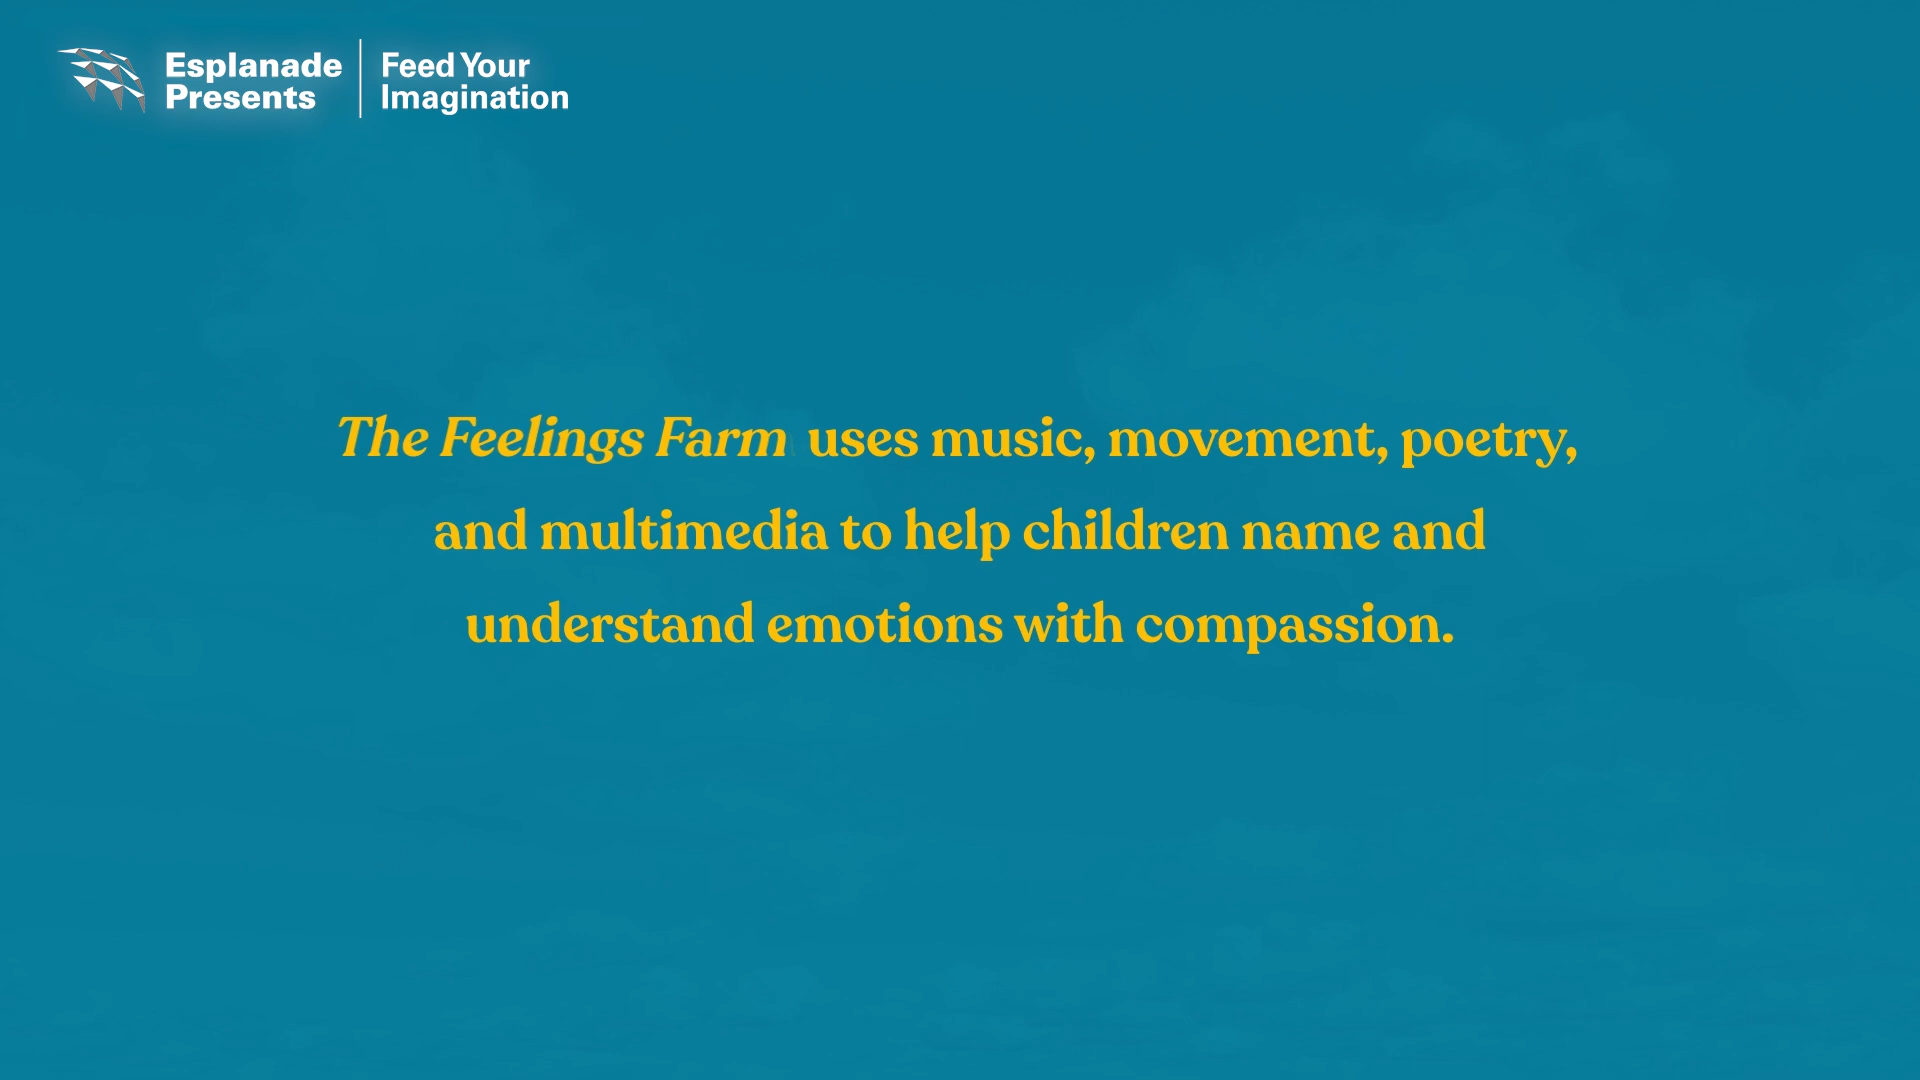 Esplanade
Presents
Feed Your
Imagination
The Feelings Farm uses music, movement, poetry,
and multimedia to help children name and
understand emotions with compassion.